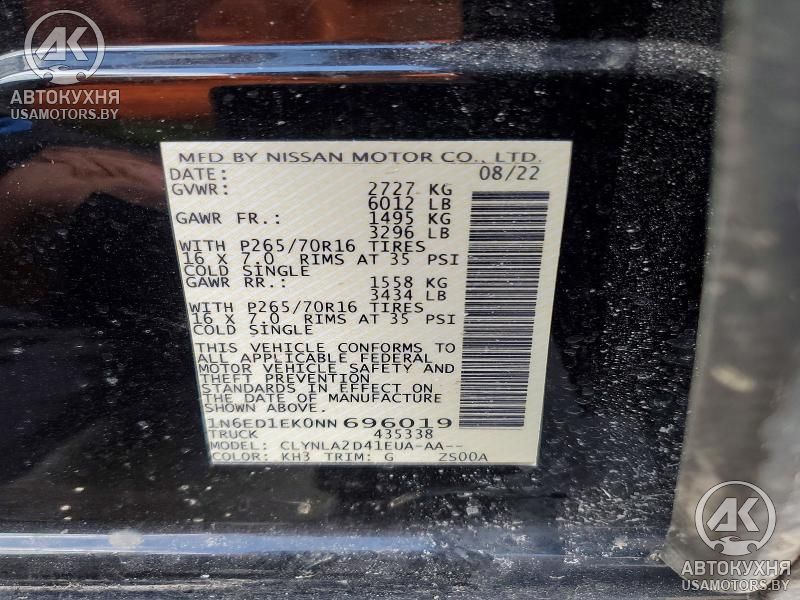 AK
АВТОКУХНЯ
USAMOTORS.BY
MFD BY NISSAN MOTOR CO., LTD.
DATE: 08/22
GVWR: 2727 KG
6012 LB
GAWR FR.: 1495 KG
3296 LB
WITH P265/70R16 TIRES
16 X 7.0 RIMS AT 35 PSI
COLD SINGLE
GAWR RR.: 1558 KG
3434 LB
WITH P265/70R16 TIRES
16 X 7.0 RIMS AT 35 PSI
COLD SINGLE
THIS VEHICLE CONFORMS TO
ALL APPLICABLE FEDERAL
MOTOR VEHICLE SAFETY AND
THEFT PREVENTION
STANDARDS IN EFFECT ON
THE DATE OF MANUFACTURE
SHOWN ABOVE.
1N6ED1EK0NN696019
TRUCK 435338
MODEL: CLYNLA2D41EUA-AA--
COLOR: KH3 TRIM: G ZS00A
AK
АВТОКУХНЯ
USAMOTORS.BY